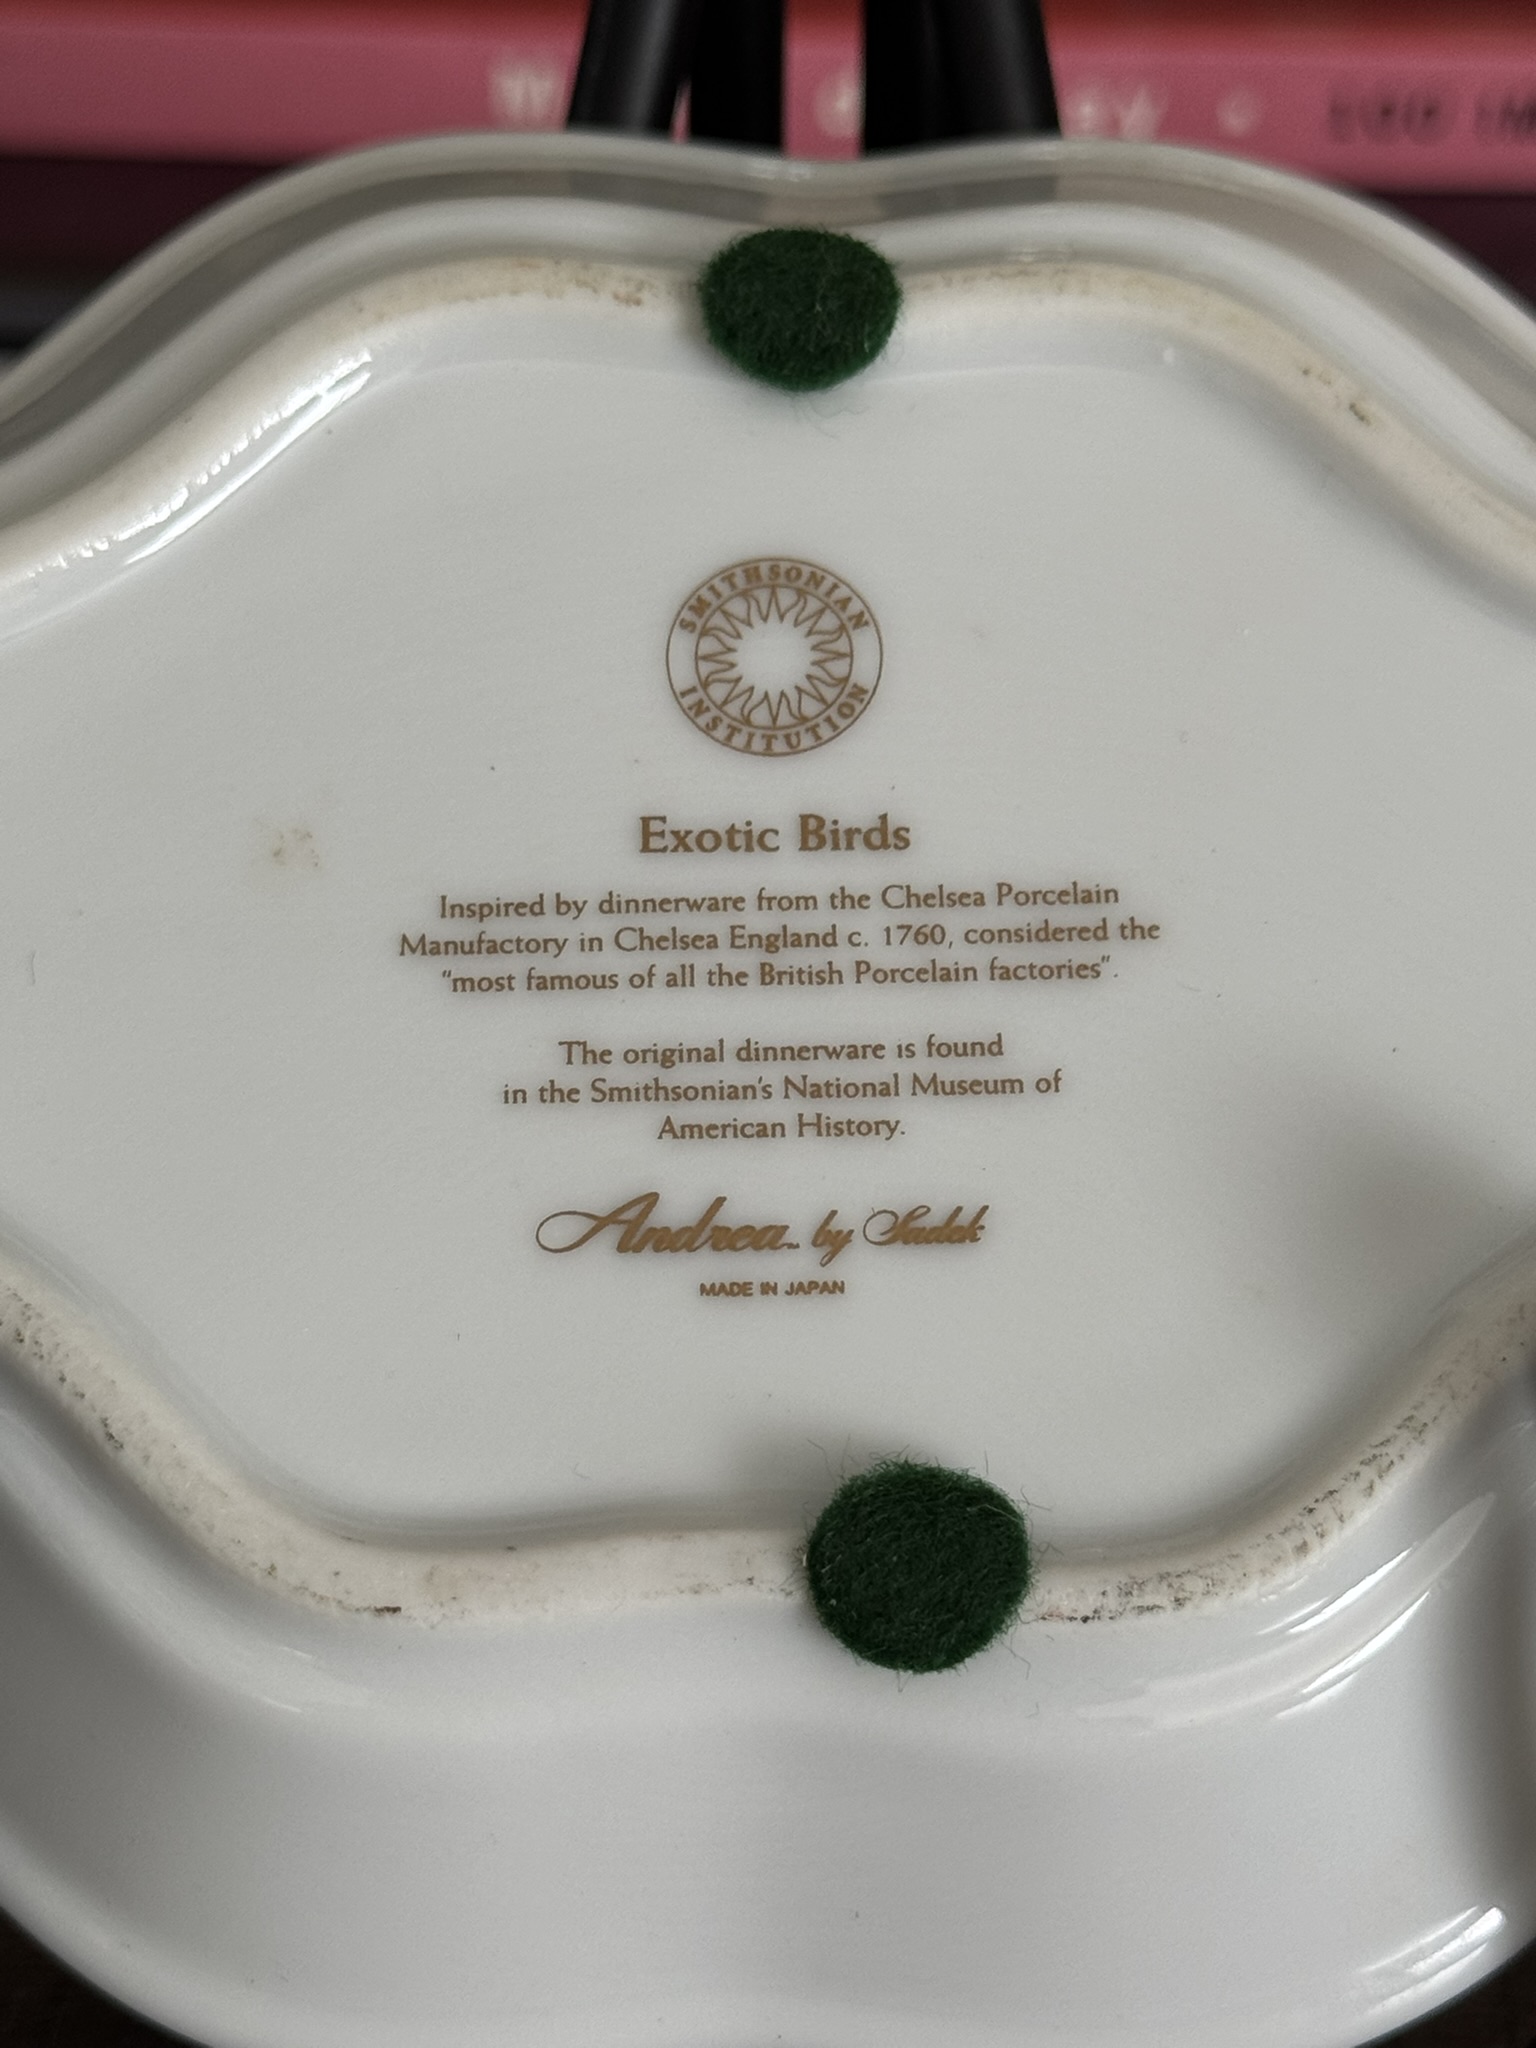 SMITHSONIAN
INSTITUTION
Exotic Birds
Inspired by dinnerware from the Chelsea Porcelain
Manufactory in Chelsea England c. 1760, considered the
"most famous of all the British Porcelain factories".
The original dinnerware is found
in the Smithsonian's National Museum of
American History.
Andrea™ by Sadek
MADE IN JAPAN